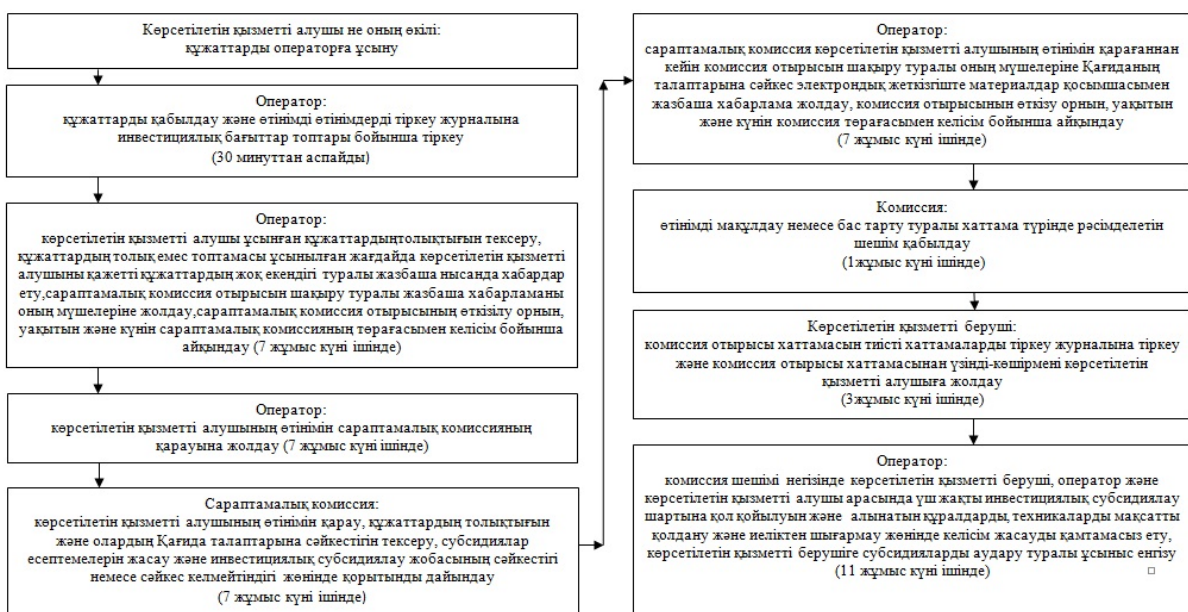 Көрсетілетін қызметті алушы не оның өкілі:
құжаттарды операторға ұсыну
Оператор:
құжаттарды қабылдау және өтінімді өтінімдерді тіркеу журналына
инвестициялық бағыттар топтары бойынша тіркеу
(30 минуттан аспайды)
Оператор:
көрсетілетін қызметті алушы ұсынған құжаттардыңтолықтығын тексеру,
құжаттардың толық емес топтамасы ұсынылған жағдайда көрсетілетін қызметті
алушыны қажетті құжаттардың жоқ екендігі туралы жазбаша нысанда хабардар
ету,сараптамалық комиссия отырысын шақыру туралы жазбаша хабарламаны
оның мүшелеріне жолдау,сараптамалық комиссия отырысының өткізілу орнын,
уақытын және күнін сараптамалық комиссияның төрағасымен келісім бойынша
айқындау (7 жұмыс күні ішінде)
Оператор:
көрсетілетін қызметті алушының өтінімін сараптамалық комиссияның
қарауына жолдау (7 жұмыс күні ішінде)
Сараптамалық комиссия:
көрсетілетін қызметті алушының өтінімін қарау, құжаттардың толықтығын
және олардың Қағида талаптарына сәйкестігін тексеру, субсидиялар
есептемелерін жасау және инвестициялық субсидиялау жобасының сәйкестігі
немесе сәйкес келмейтіндігі жөнінде қорытынды дайындау
(7 жұмыс күні ішінде)
Оператор:
сараптамалық комиссия көрсетілетін қызметті алушының өтінімін қарағаннан
кейін комиссия отырысын шақыру туралы оның мүшелеріне Қағиданың
талаптарына сәйкес электрондық жеткізгіште материалдар қосымшасымен
жазбаша хабарлама жолдау, комиссия отырысынын өткізу орнын, уақытын
және күнін комиссия төрағасымен келісім бойынша айқындау
(7 жұмыс күні ішінде)
Комиссия:
өтінімді мақұлдау немесе бас тарту туралы хаттама түрінде рәсімделетін
шешім қабылдау
(1жұмыс күні ішінде)
Көрсетілетін қызметті беруші:
комиссия отырысы хаттамасын тиісті хаттамаларды тіркеу журналына тіркеу
және комиссия отырысы хаттамасынан үзінді-көшірмені көрсетілетін
қызметті алушыға жолдау
(3жұмыс күні ішінде)
Оператор:
комиссия шешімі негізінде көрсетілетін қызметті беруші, оператор және
көрсетілетін қызметті алушы арасында үш жақты инвестициялық субсидиялау
шартына қол қойылуын және алынатын құралдарды, техникаларды мақсатты
қолдану және иеліктен шығармау жөнінде келісім жасауды қамтамасыз ету,
көрсетілетін қызметті берушіге субсидияларды аудару туралы ұсыныс енгізу
(11 жұмыс күні ішінде)